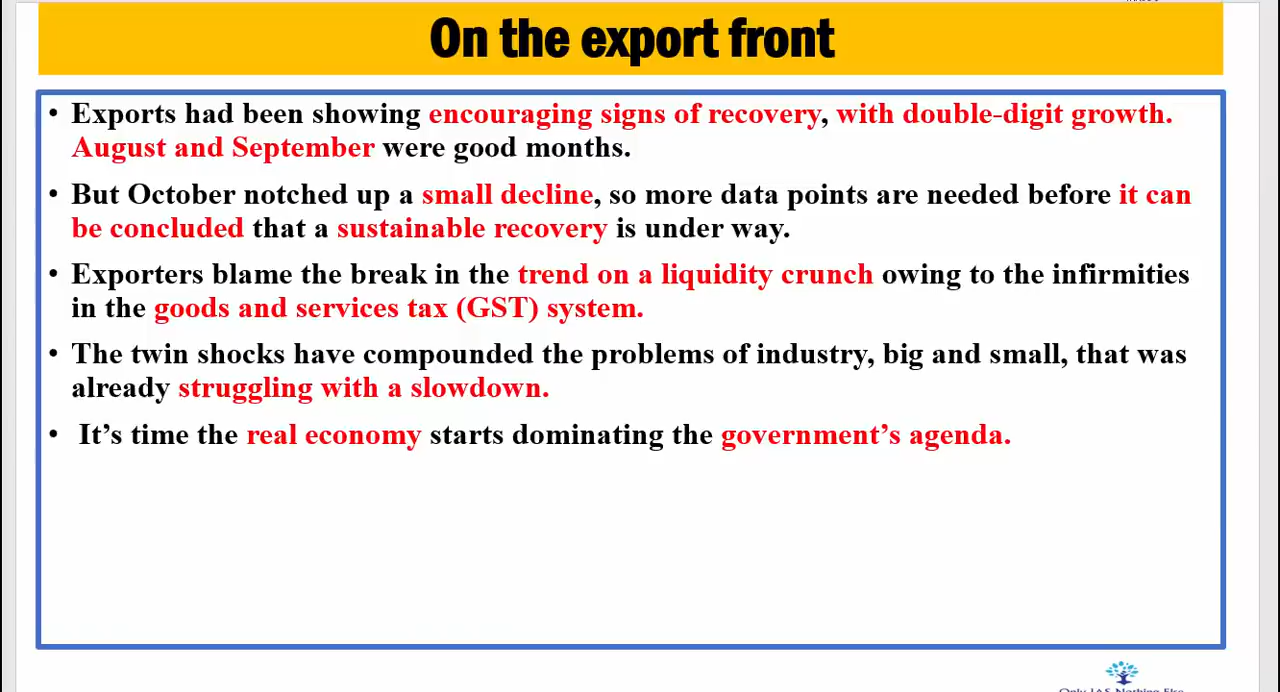 On the export front
• Exports had been showing encouraging signs of recovery, with double-digit growth.
August and September were good months.
• But October notched up a small decline, so more data points are needed before it can
be concluded that a sustainable recovery is under way.
• Exporters blame the break in the trend on a liquidity crunch owing to the infirmities
in the goods and services tax (GST) system.
• The twin shocks have compounded the problems of industry, big and small, that was
already struggling with a slowdown.
• It’s time the real economy starts dominating the government’s agenda.
Only IAS Nothing Else